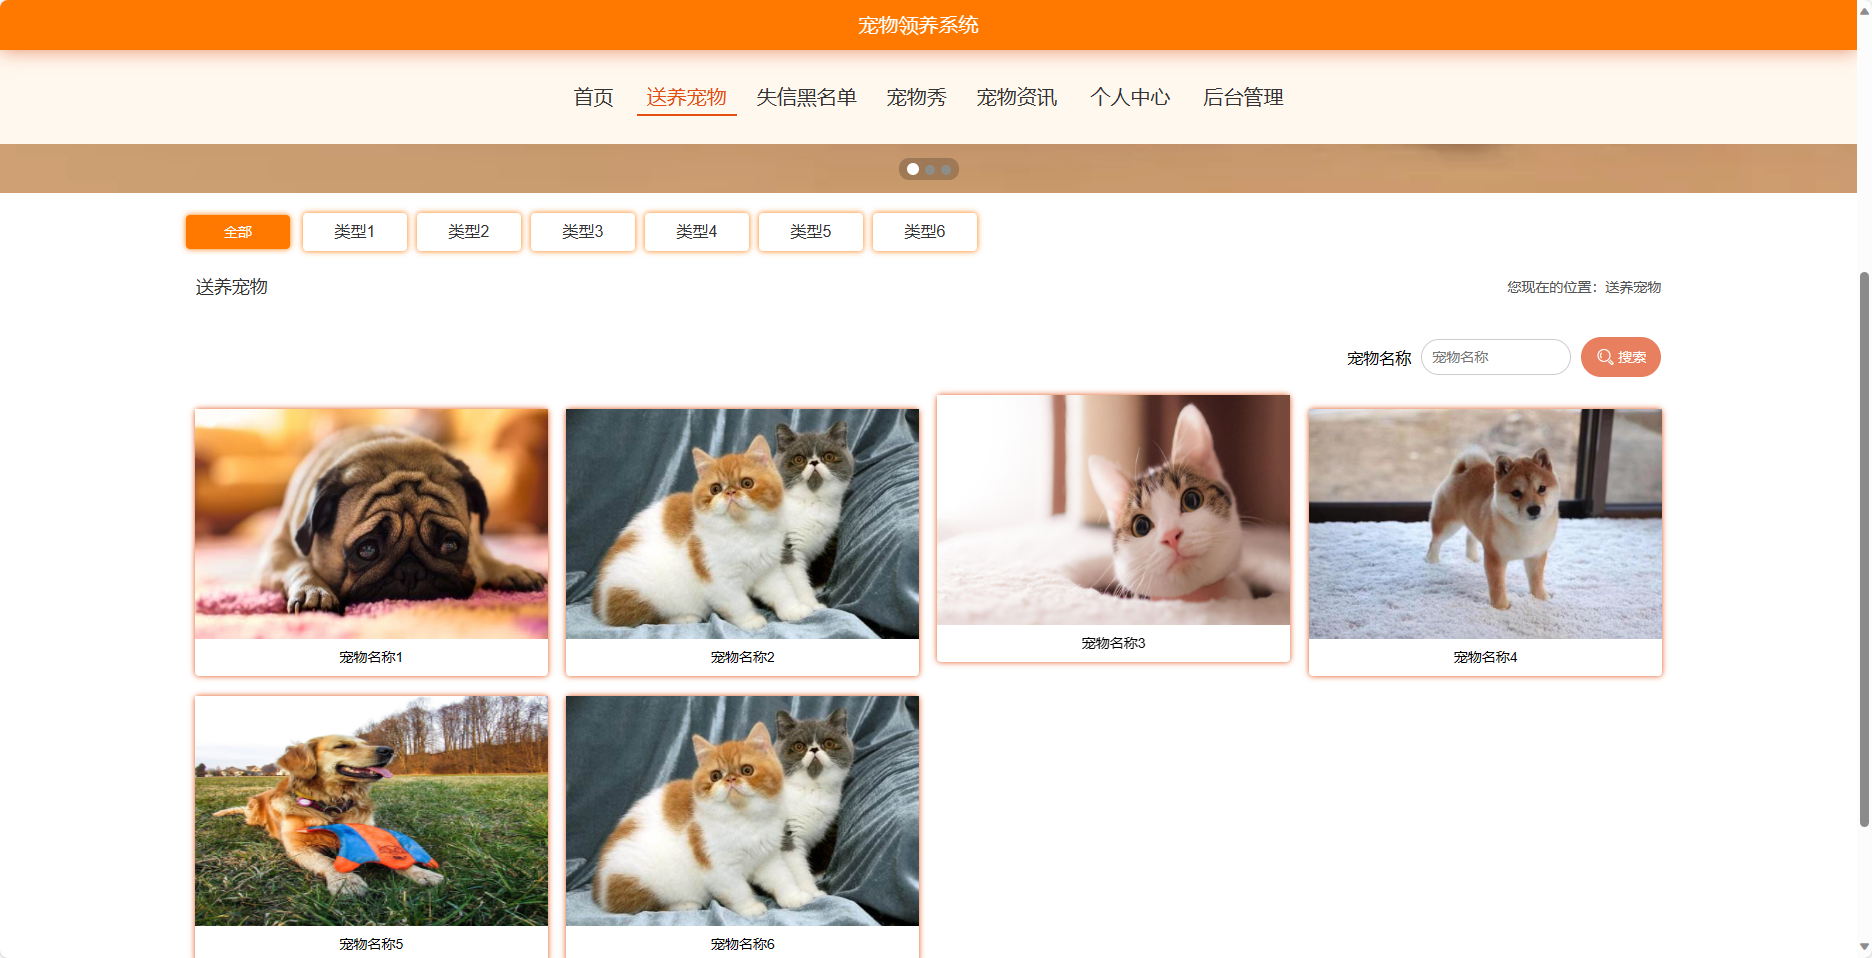 宠物领养系统
首页 送养宠物 失信黑名单 宠物秀 宠物资讯 个人中心 后台管理
全部 类型1 类型2 类型3 类型4 类型5 类型6
送养宠物 您现在的位置：送养宠物
宠物名称 宠物名称 搜索
宠物名称1 宠物名称2 宠物名称3 宠物名称4
宠物名称5 宠物名称6